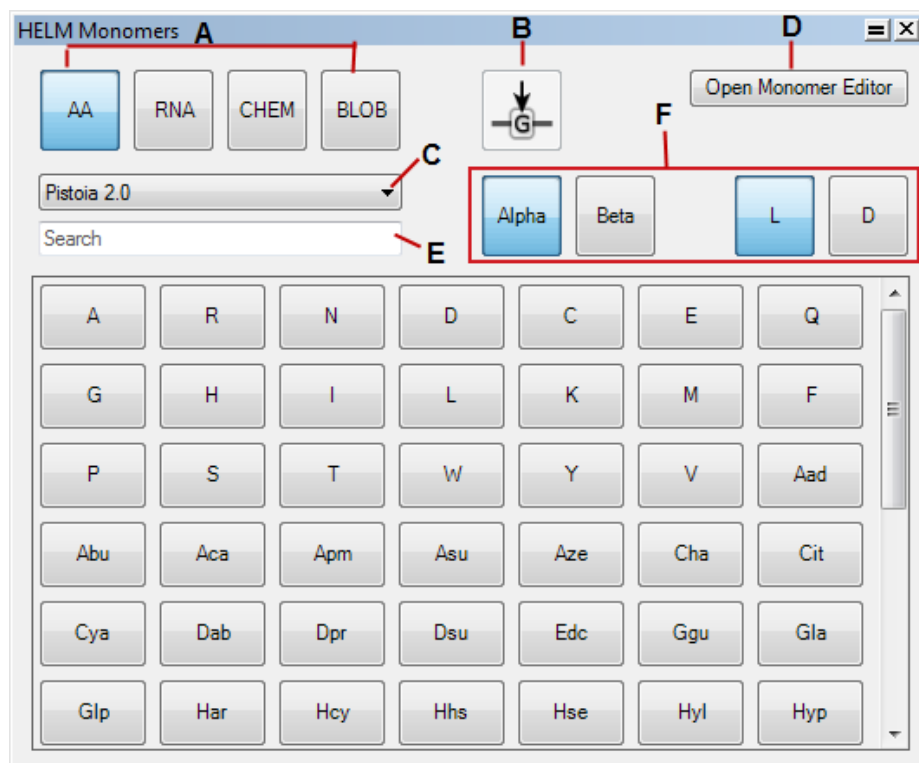 HELM Monomers A B D
AA RNA CHEM BLOB G Open Monomer Editor
F
C
Pistoia 2.0
Alpha Beta L D
Search E
A R N D C E Q
G H I L K M F
P S T W Y V Aad
Abu Aca Apm Asu Aze Cha Cit
Cya Dab Dpr Dsu Edc Ggu Gla
Glp Har Hcy Hhs Hse Hyl Hyp